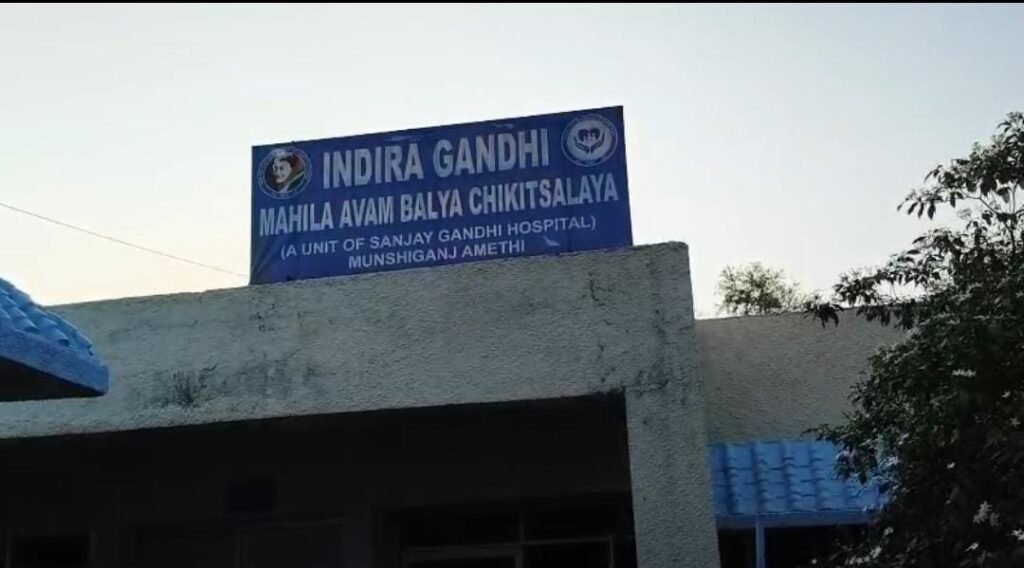 INDIRA GANDHI
MAHILA AVAM BALYA CHIKITSALAYA
(A UNIT OF SANJAY GANDHI HOSPITAL)
MUNSHIGANJ AMETHI